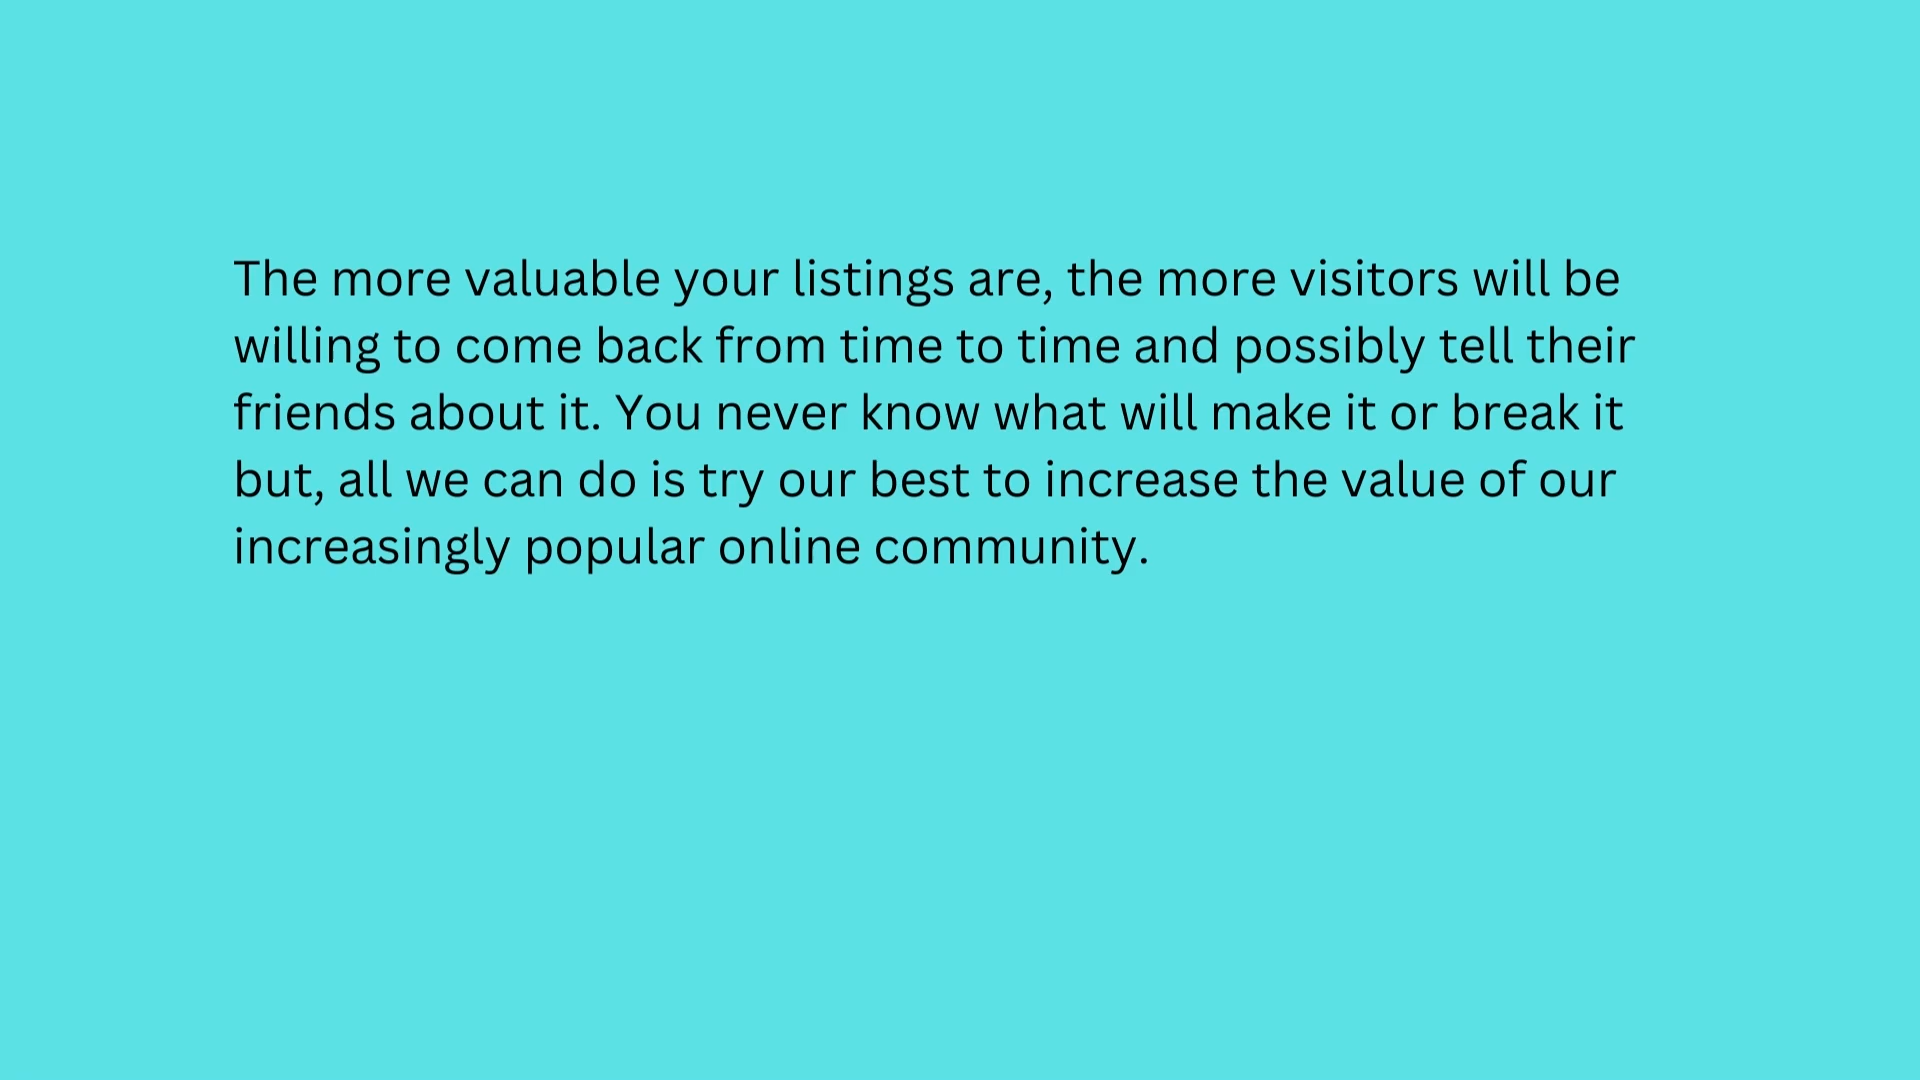 The more valuable your listings are, the more visitors will be
willing to come back from time to time and possibly tell their
friends about it. You never know what will make it or break it
but, all we can do is try our best to increase the value of our
increasingly popular online community.